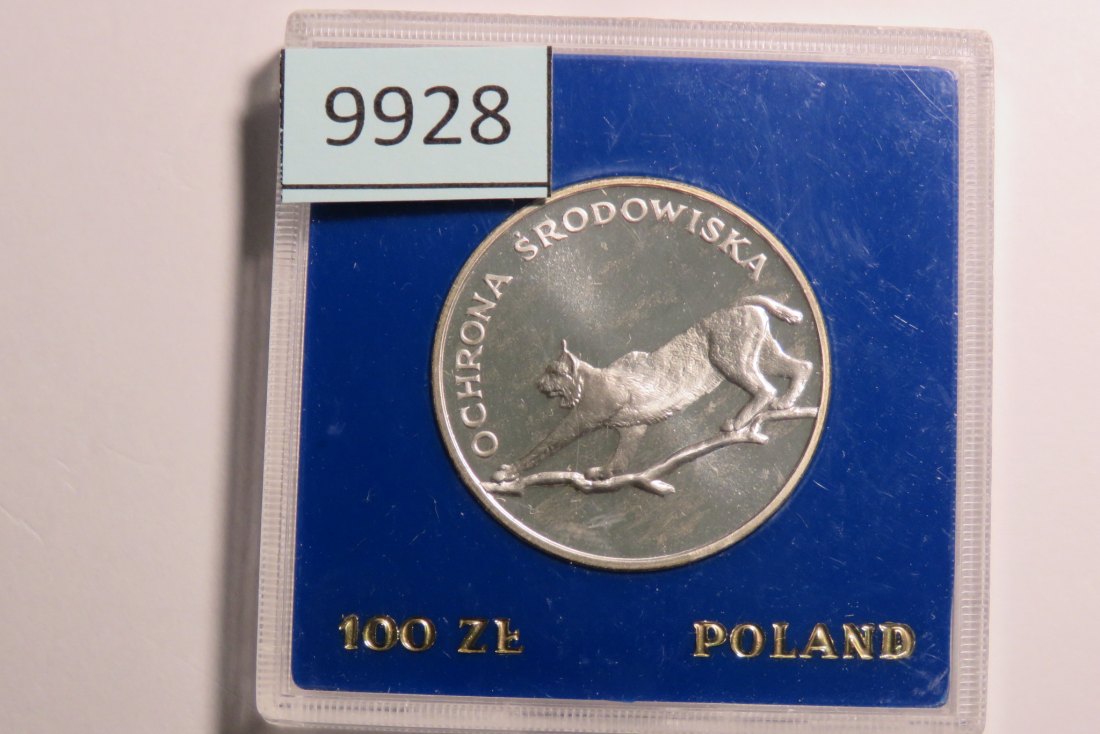 9928
OCHRONA ŚRODOWISKA
100 ZŁ POLAND